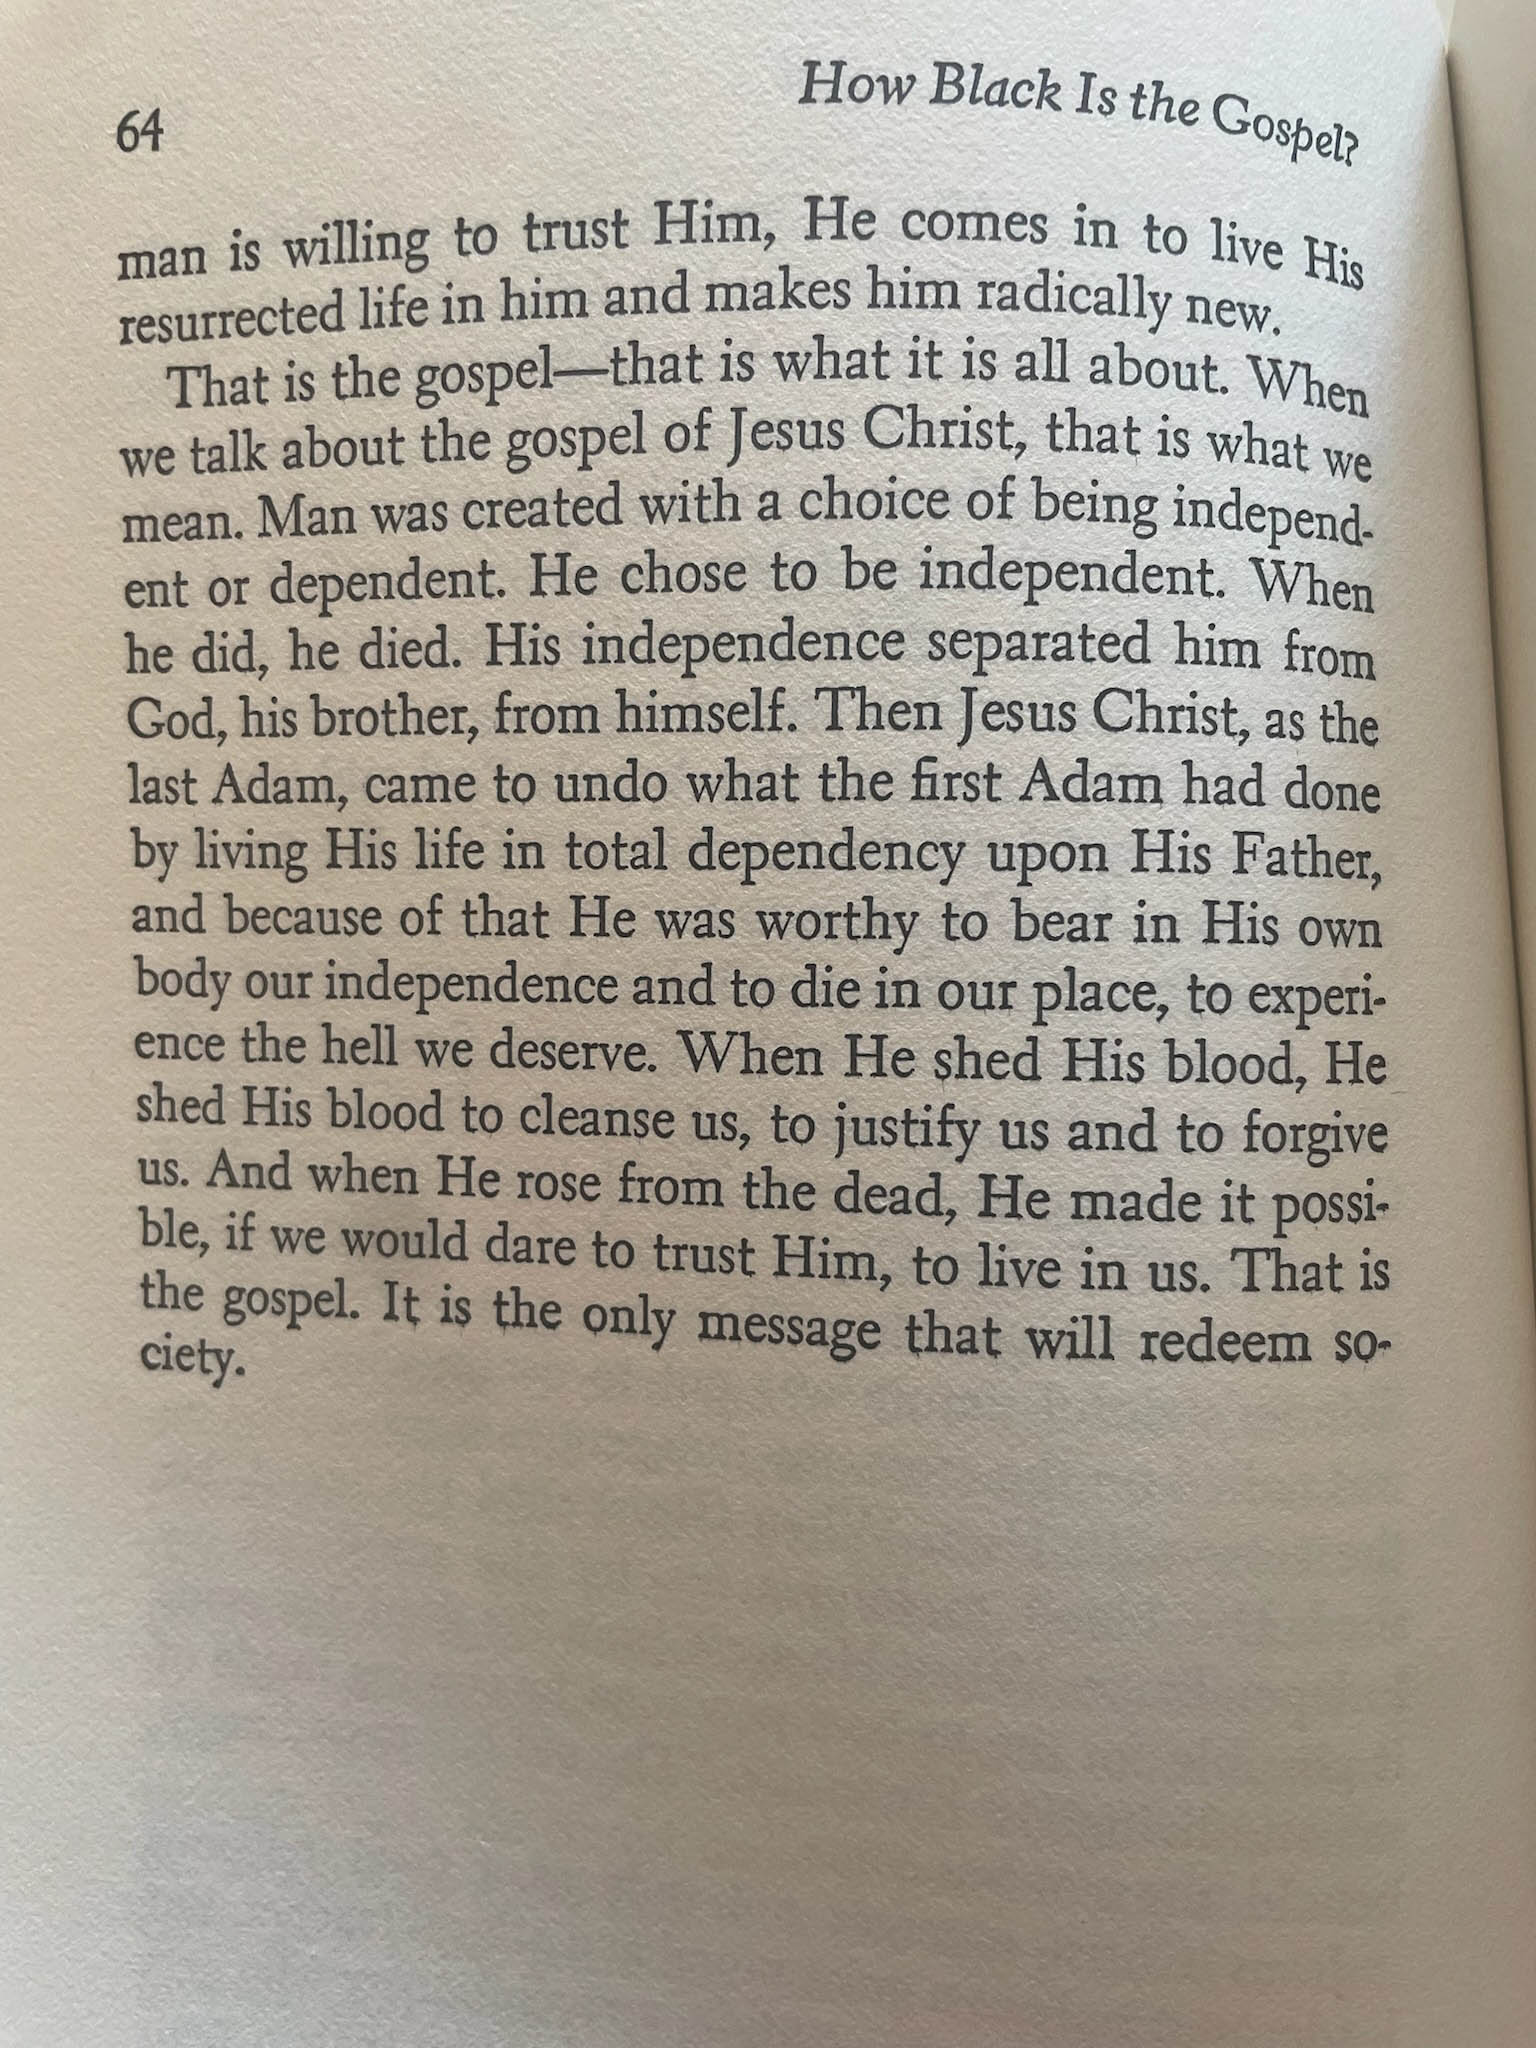 64
How Black Is the Gospel?
man is willing to trust Him, He comes in to live His
resurrected life in him and makes him radically new.
That is the gospel—that is what it is all about. When
we talk about the gospel of Jesus Christ, that is what we
mean. Man was created with a choice of being independ-
ent or dependent. He chose to be independent. When
he did, he died. His independence separated him from
God, his brother, from himself. Then Jesus Christ, as the
last Adam, came to undo what the first Adam had done
by living His life in total dependency upon His Father,
and because of that He was worthy to bear in His own
body our independence and to die in our place, to experi-
ence the hell we deserve. When He shed His blood, He
shed His blood to cleanse us, to justify us and to forgive
us. And when He rose from the dead, He made it possi-
ble, if we would dare to trust Him, to live in us. That is
the gospel. It is the only message that will redeem so-
ciety.